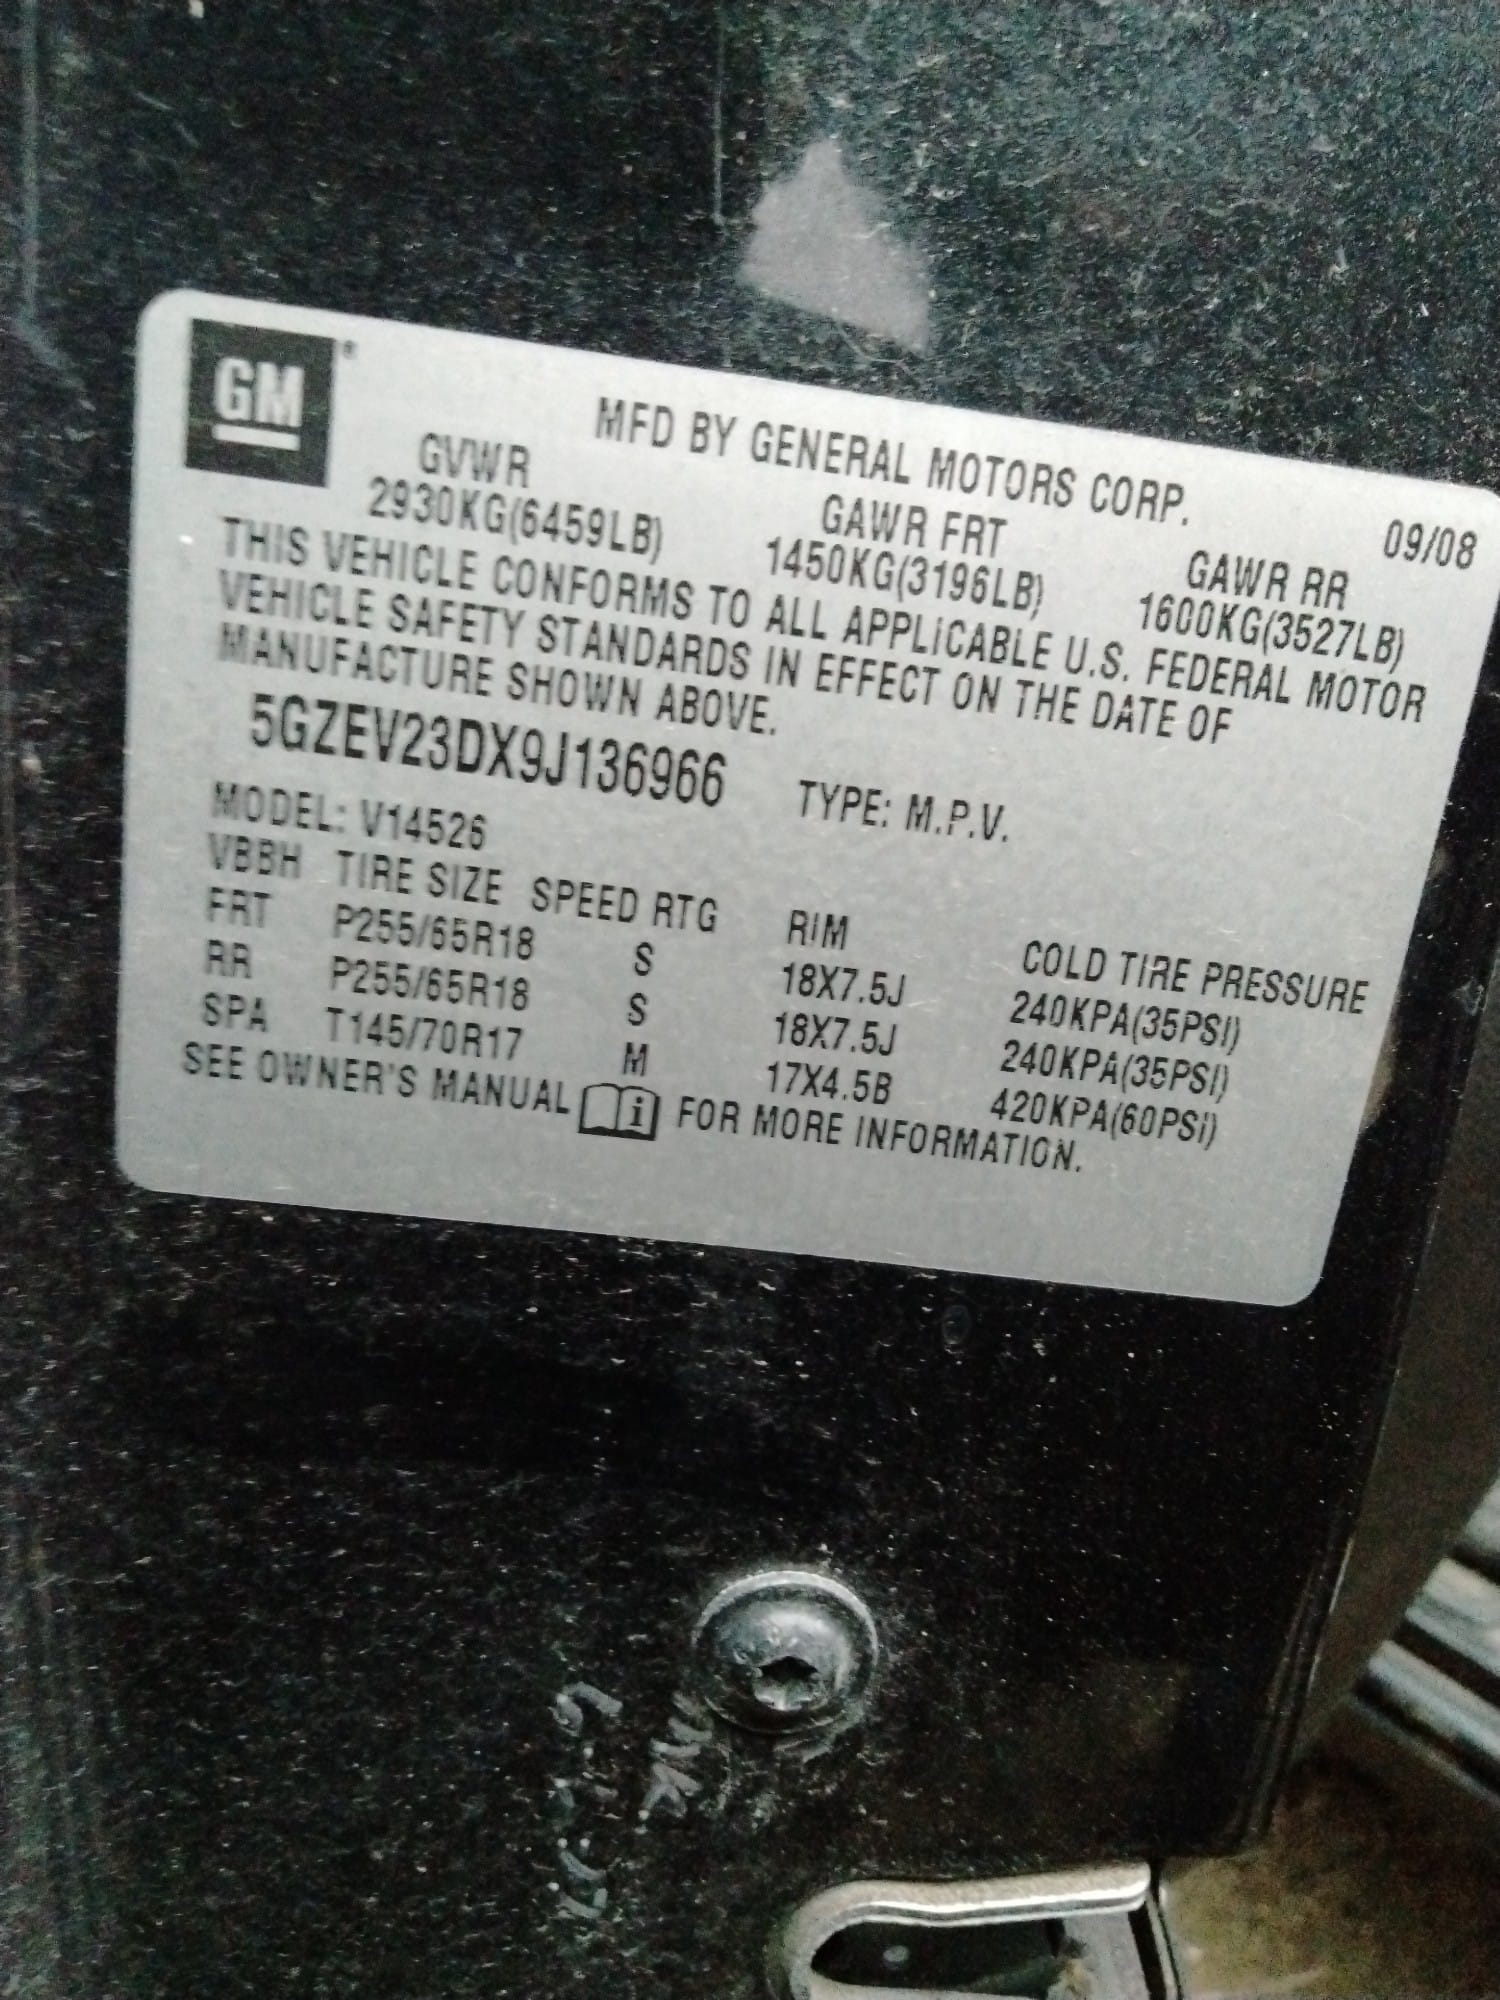 GM
MFD BY GENERAL MOTORS CORP. 09/08
GVWR GAWR FRT GAWR RR
2930KG(6459LB) 1450KG(3196LB) 1600KG(3527LB)
THIS VEHICLE CONFORMS TO ALL APPLICABLE U.S. FEDERAL MOTOR
VEHICLE SAFETY STANDARDS IN EFFECT ON THE DATE OF
MANUFACTURE SHOWN ABOVE.
5GZEV23DX9J136966 TYPE: M.P.V.
MODEL: V14526
VBBH TIRE SIZE SPEED RTG RIM COLD TIRE PRESSURE
FRT P255/65R18 S 18X7.5J 240KPA(35PSI)
RR P255/65R18 S 18X7.5J 240KPA(35PSI)
SPA T145/70R17 M 17X4.5B 420KPA(60PSI)
SEE OWNER'S MANUAL i FOR MORE INFORMATION.